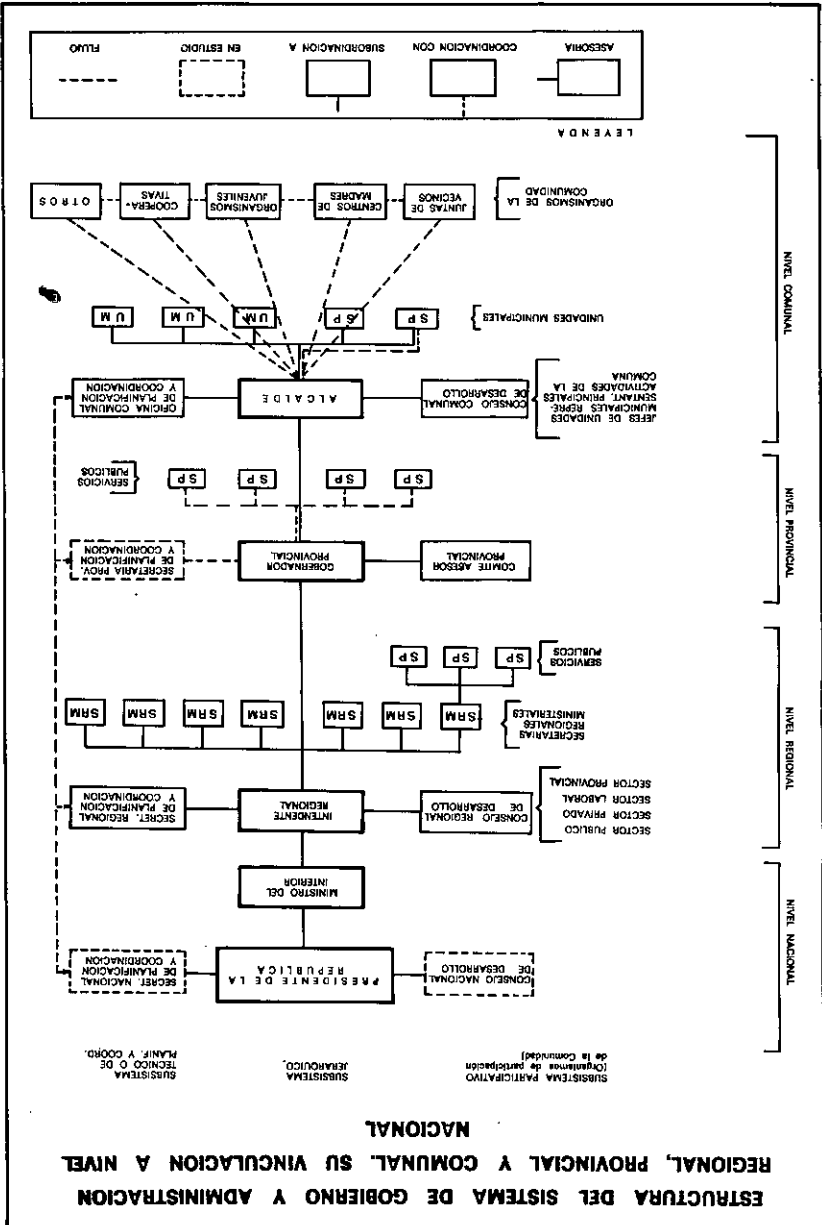 ESTRUCTURA DEL SISTEMA DE GOBIERNO Y ADMINISTRACION
REGIONAL, PROVINCIAL Y COMUNAL. SU VINCULACION A NIVEL
NACIONAL
SUBSISTEMA PARTICIPATIVO
(Organismos de participación
de la Comunidad)
SUBSISTEMA
JERARQUICO.
SUBSISTEMA
TECNICO O DE
PLANIF. Y COORD.
NIVEL NACIONAL
CONSEJO NACIONAL
DE DESARROLLO
PRESIDENTE DE LA
REPUBLICA
SECRET. NACIONAL
DE PLANIFICACION
Y COORDINACION
MINISTRO DEL
INTERIOR
NIVEL REGIONAL
SECTOR PUBLICO
SECTOR PRIVADO
SECTOR LABORAL
SECTOR PROVINCIAL
CONSEJO REGIONAL
DE DESARROLLO
INTENDENTE
REGIONAL
SECRET. REGIONAL
DE PLANIFICACION
Y COORDINACION
SECRETARIAS
REGIONALES
MINISTERIALES
SRM
SRM
SRM
SRM
SRM
SRM
SRM
SERVICIOS
PUBLICOS
SP
SP
SP
NIVEL PROVINCIAL
COMITE ASESOR
PROVINCIAL
GOBERNADOR
PROVINCIAL
SECRETARIA PROV.
DE PLANIFICACION
Y COORDINACION
SP
SP
SP
SP
SERVICIOS
PUBLICOS
NIVEL COMUNAL
JEFES DE UNIDADES
MUNICIPALES REPRE-
SENTANT. PRINCIPALES
ACTIVIDADES DE LA
COMUNA
CONSEJO COMUNAL
DE DESARROLLO
ALCALDE
OFICINA COMUNAL
DE PLANIFICACION
Y COORDINACION
UNIDADES MUNICIPALES
SP
SP
UM
UM
UM
ORGANISMOS DE LA
COMUNIDAD
JUNTAS DE
VECINOS
CENTROS DE
MADRES
ORGANISMOS
JUVENILES
COOPERA-
TIVAS
OTROS
LEYENDA
ASESORIA
COORDINACION CON
SUBORDINACION A
EN ESTUDIO
FLUJO